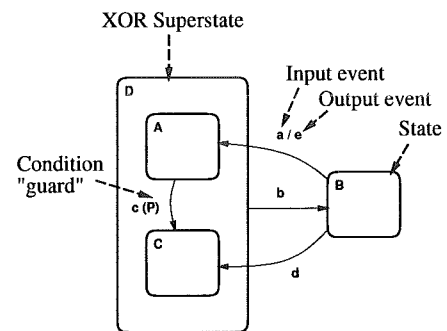 XOR Superstate
Input event
Output event
State
D
A
a / e
Condition
"guard"
c (P)
b
B
C
d